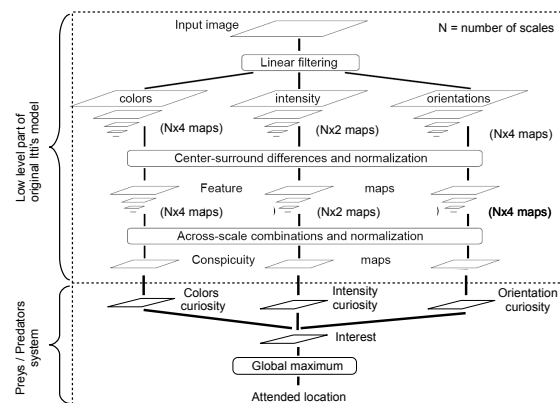 Input image
N = number of scales
Linear filtering
colors
intensity
orientations
(Nx4 maps)
(Nx2 maps)
(Nx4 maps)
Center-surround differences and normalization
Feature maps
(Nx4 maps)
(Nx2 maps)
(Nx4 maps)
Across-scale combinations and normalization
Conspicuity maps
Low level part of
original Itti's model
Colors
curiosity
Intensity
curiosity
Orientation
curiosity
Interest
Global maximum
Attended location
Preys / Predators
system